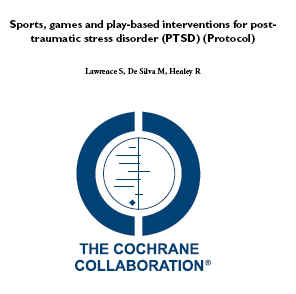 Sports, games and play-based interventions for post-
traumatic stress disorder (PTSD) (Protocol)
Lawrence S, De Silva M, Henley R
THE COCHRANE
COLLABORATION®